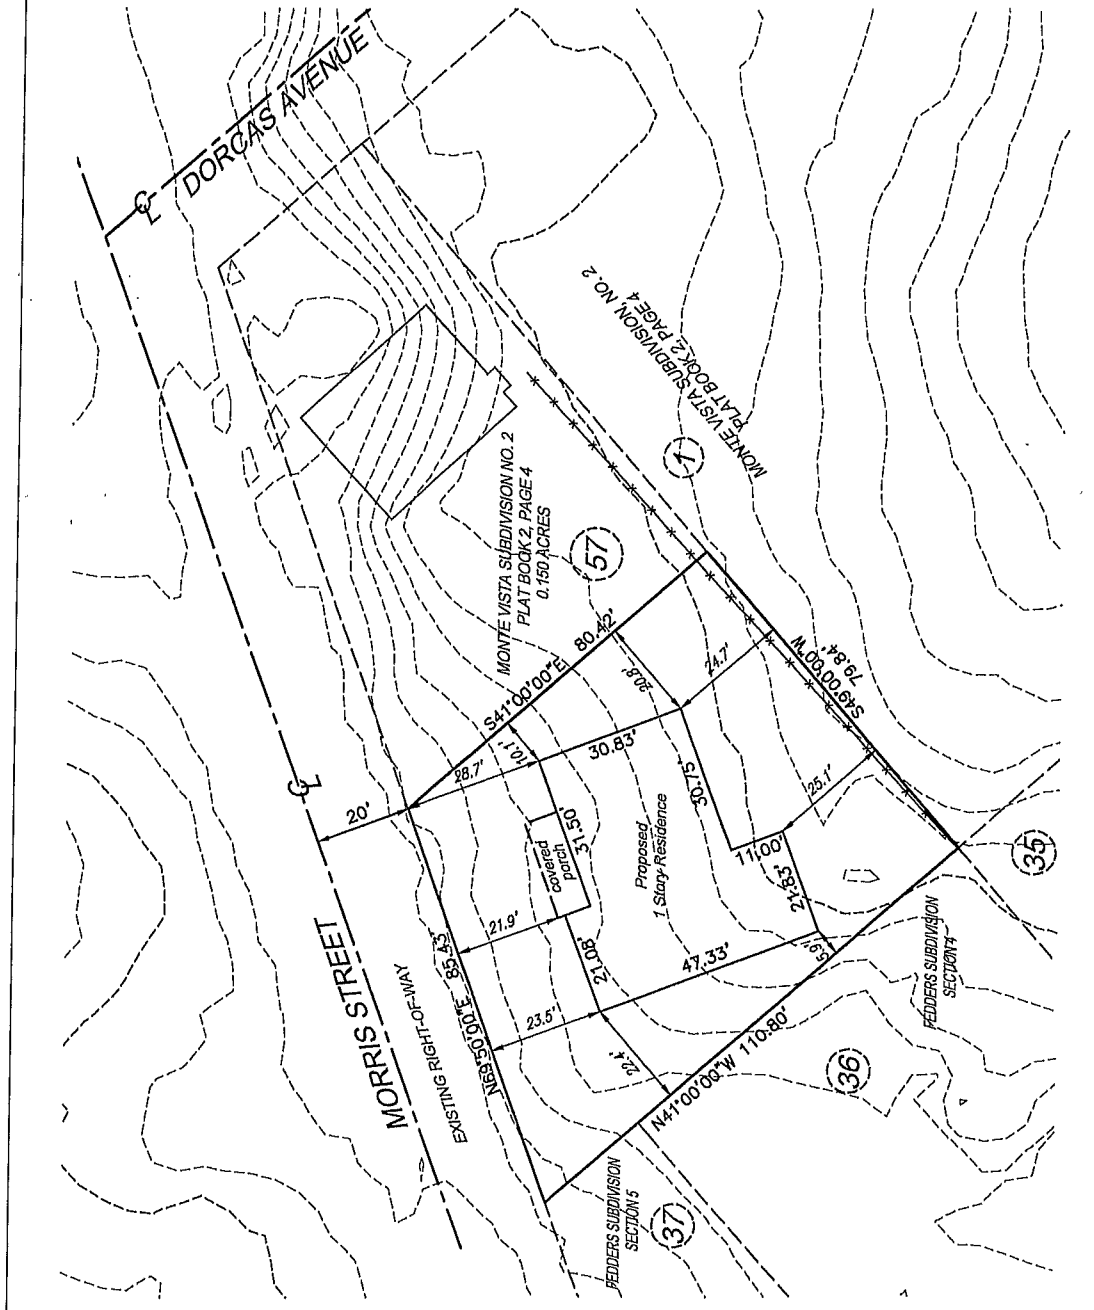 DORCAS AVENUE
CL
MONTE VISTA SUBDIVISION, NO. 2
PLAT BOOK 2, PAGE 4
1
MONTE VISTA SUBDIVISION NO. 2
PLAT BOOK 2, PAGE 4
0.150 ACRES
57
S41°00'00"E 80.42'
CL
20'
28.7'
10.1'
20.8'
24.7'
30.83'
S49°00'00"W
79.84'
31.50'
covered
porch
30.75'
Proposed
1 Story Residence
11.00'
25.1'
21.83'
35
MORRIS STREET
EXISTING RIGHT-OF-WAY
N69°50'00"E 85.43'
21.9'
21.08'
23.5'
47.33'
5.9'
22.4'
N41°00'00"W 110.80'
PEDDERS SUBDIVISION
SECTION 4
36
PEDDERS SUBDIVISION
SECTION 5
37